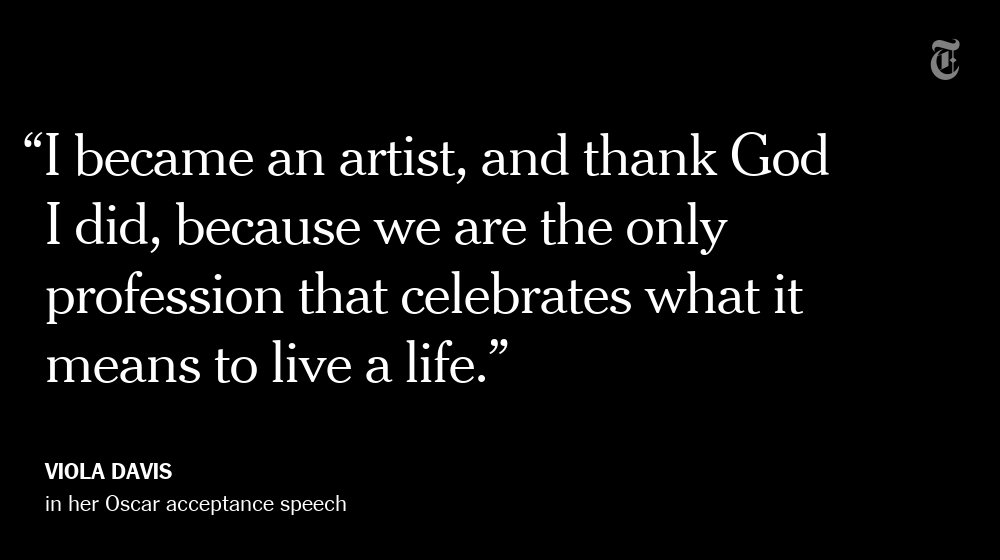 “I became an artist, and thank God
I did, because we are the only
profession that celebrates what it
means to live a life.”
VIOLA DAVIS
in her Oscar acceptance speech